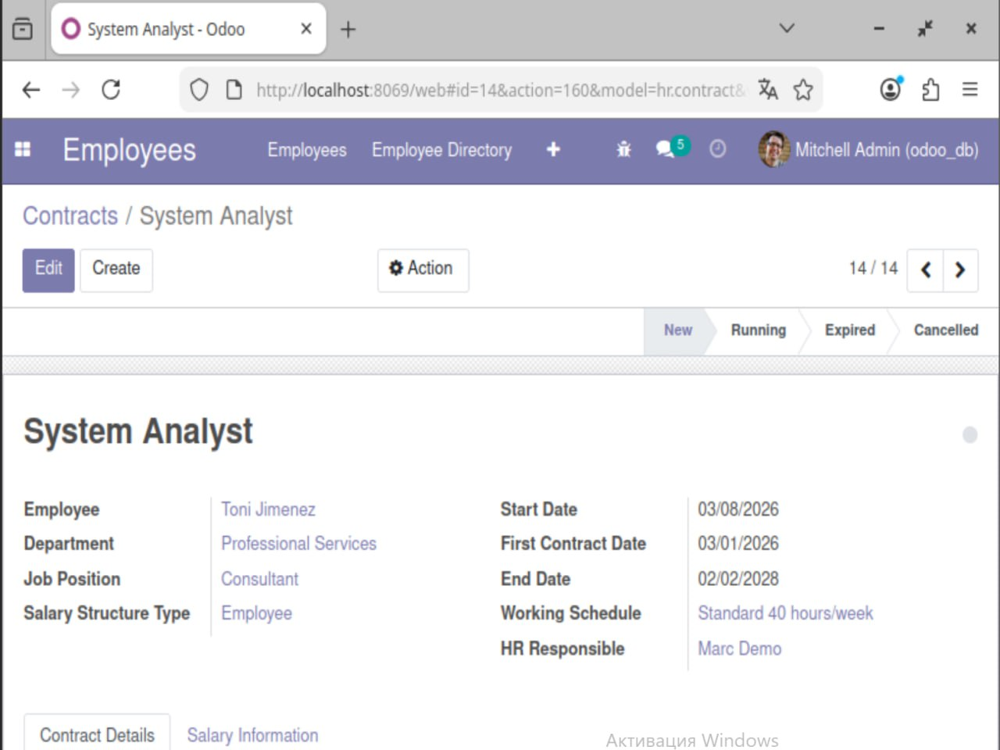 System Analyst - Odoo
http://localhost:8069/web#id=14&action=160&model=hr.contract&
Employees
Employees
Employee Directory
5
Mitchell Admin (odoo_db)
Contracts / System Analyst
Edit
Create
Action
14 / 14
New
Running
Expired
Cancelled
System Analyst
Employee
Toni Jimenez
Department
Professional Services
Job Position
Consultant
Salary Structure Type
Employee
Start Date
03/08/2026
First Contract Date
03/01/2026
End Date
02/02/2028
Working Schedule
Standard 40 hours/week
HR Responsible
Marc Demo
Contract Details
Salary Information
Активация Windows